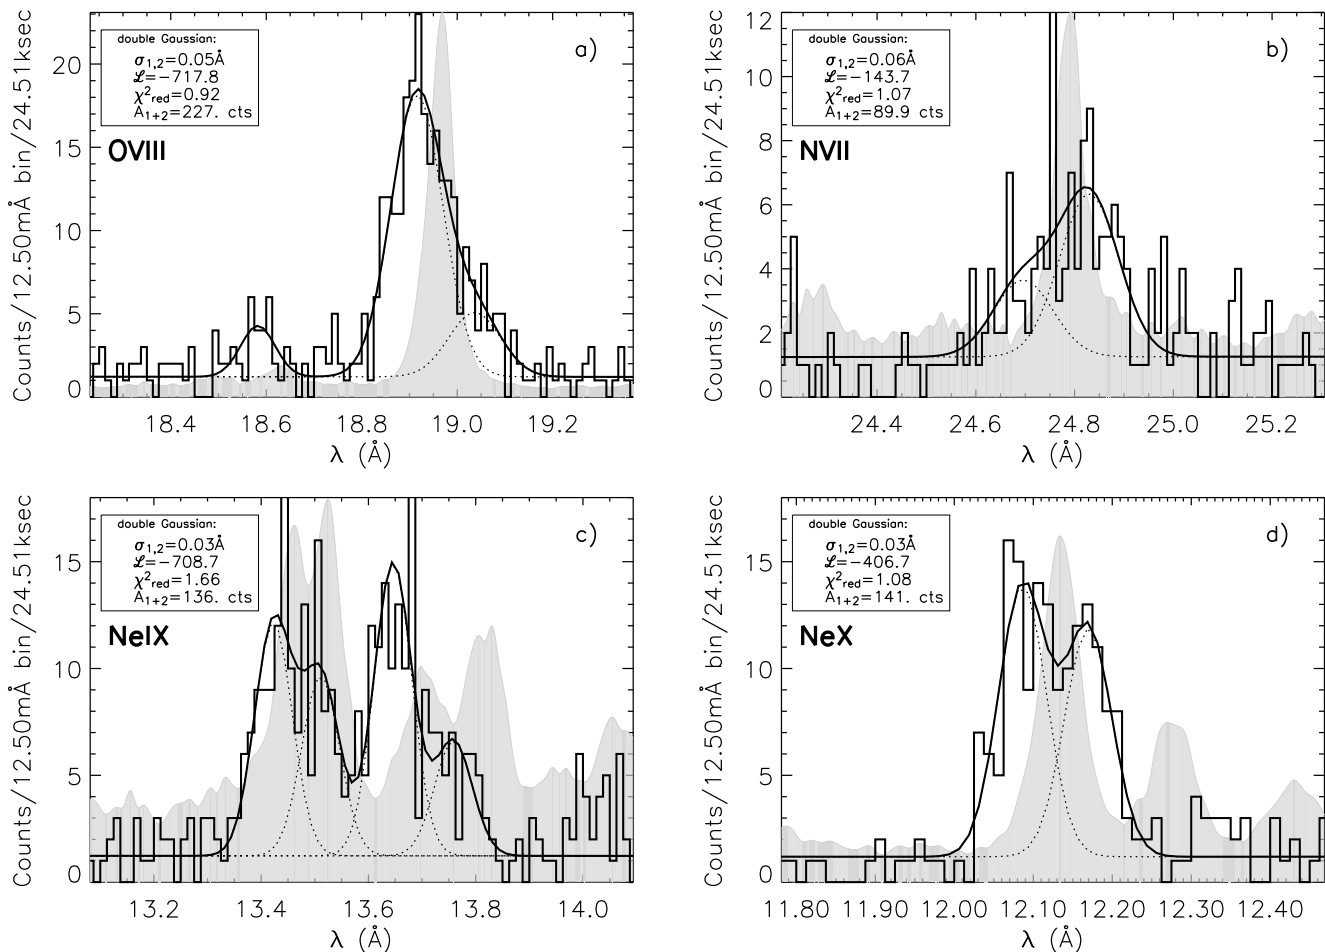 double Gaussian:
σ1,2=0.05Å
ℒ=−717.8
χ²red=0.92
A1+2=227. cts
a)
OVIII
Counts/12.50mÅ bin/24.51ksec
20
15
10
5
0
18.4 18.6 18.8 19.0 19.2
λ (Å)
double Gaussian:
σ1,2=0.06Å
ℒ=−143.7
χ²red=1.07
A1+2=89.9 cts
b)
NVII
Counts/12.50mÅ bin/24.51ksec
12
10
8
6
4
2
0
24.4 24.6 24.8 25.0 25.2
λ (Å)
double Gaussian:
σ1,2=0.03Å
ℒ=−708.7
χ²red=1.66
A1+2=136. cts
c)
NeIX
Counts/12.50mÅ bin/24.51ksec
15
10
5
0
13.2 13.4 13.6 13.8 14.0
λ (Å)
double Gaussian:
σ1,2=0.03Å
ℒ=−406.7
χ²red=1.08
A1+2=141. cts
d)
NeX
Counts/12.50mÅ bin/24.51ksec
15
10
5
0
11.80 11.90 12.00 12.10 12.20 12.30 12.40
λ (Å)